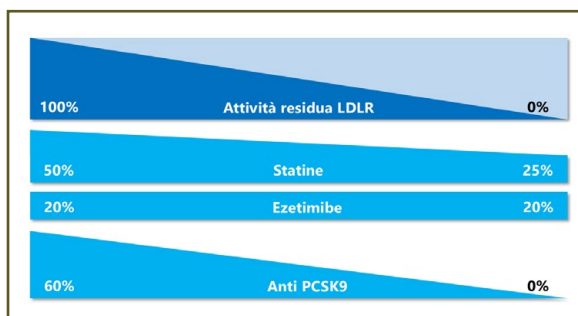 100% Attività residua LDLR 0%
50% Statine 25%
20% Ezetimibe 20%
60% Anti PCSK9 0%